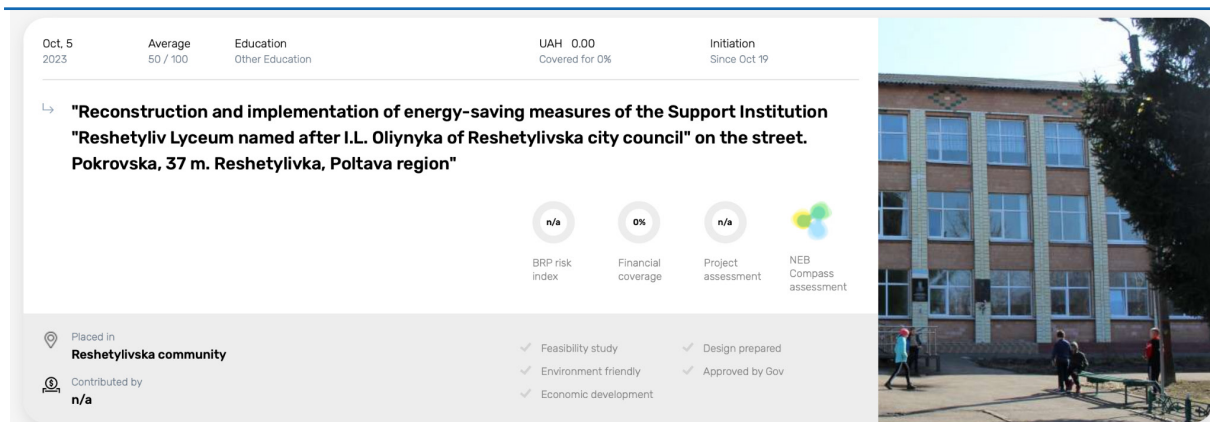 Oct, 5
2023
Average
50 / 100
Education
Other Education
UAH 0.00
Covered for 0%
Initiation
Since Oct 19
"Reconstruction and implementation of energy-saving measures of the Support Institution
"Reshetyliv Lyceum named after I.L. Oliynyka of Reshetylivska city council" on the street.
Pokrovska, 37 m. Reshetylivka, Poltava region"
n/a
BRP risk
index
0%
Financial
coverage
n/a
Project
assessment
NEB
Compass
assessment
Placed in
Reshetylivska community
Contributed by
n/a
Feasibility study
Design prepared
Environment friendly
Approved by Gov
Economic development